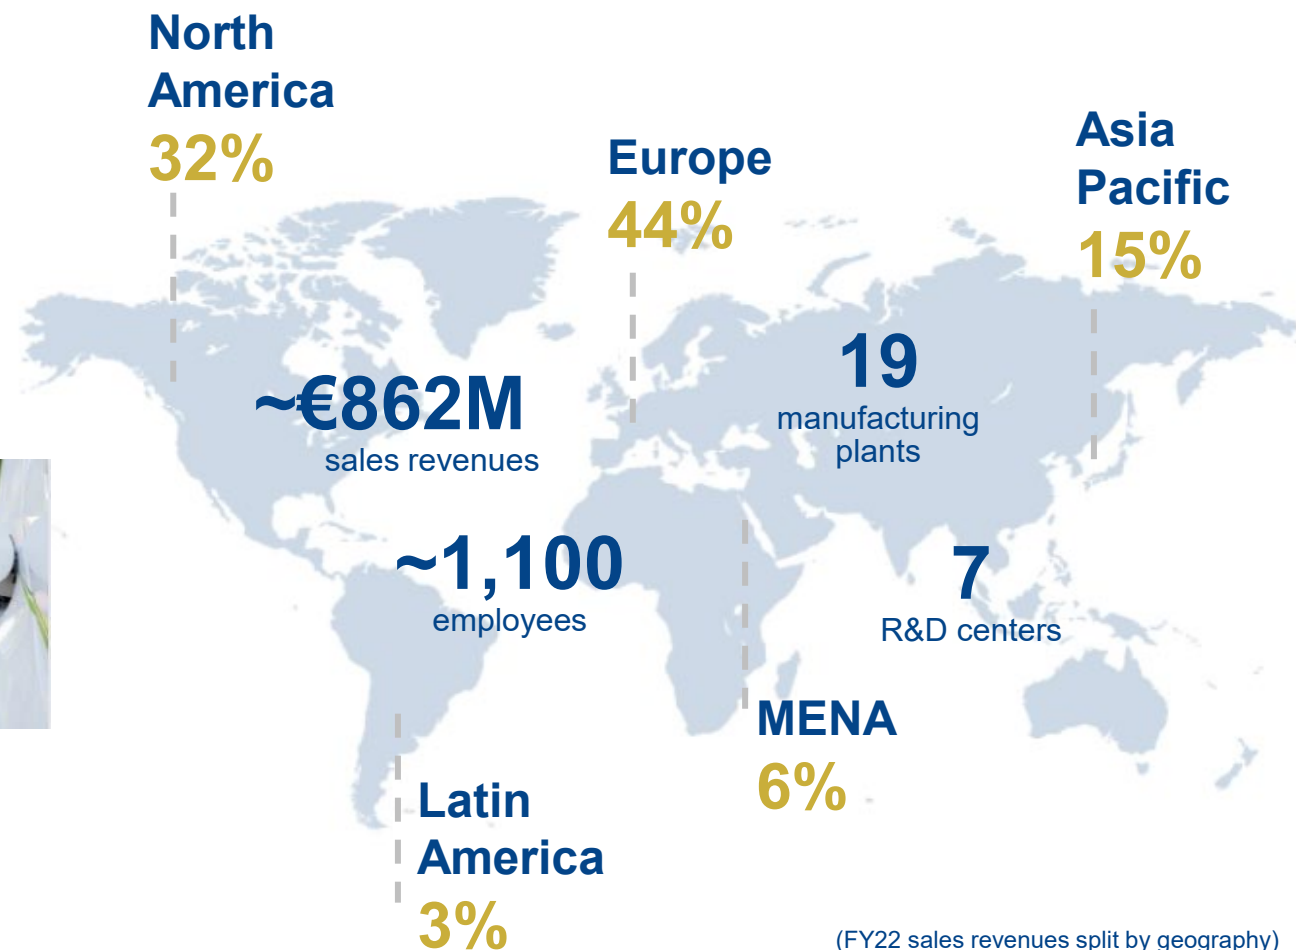 North
America
32%
Europe
44%
Asia
Pacific
15%
~€862M
sales revenues
19
manufacturing
plants
~1,100
employees
7
R&D centers
MENA
6%
Latin
America
3%
(FY22 sales revenues split by geography)